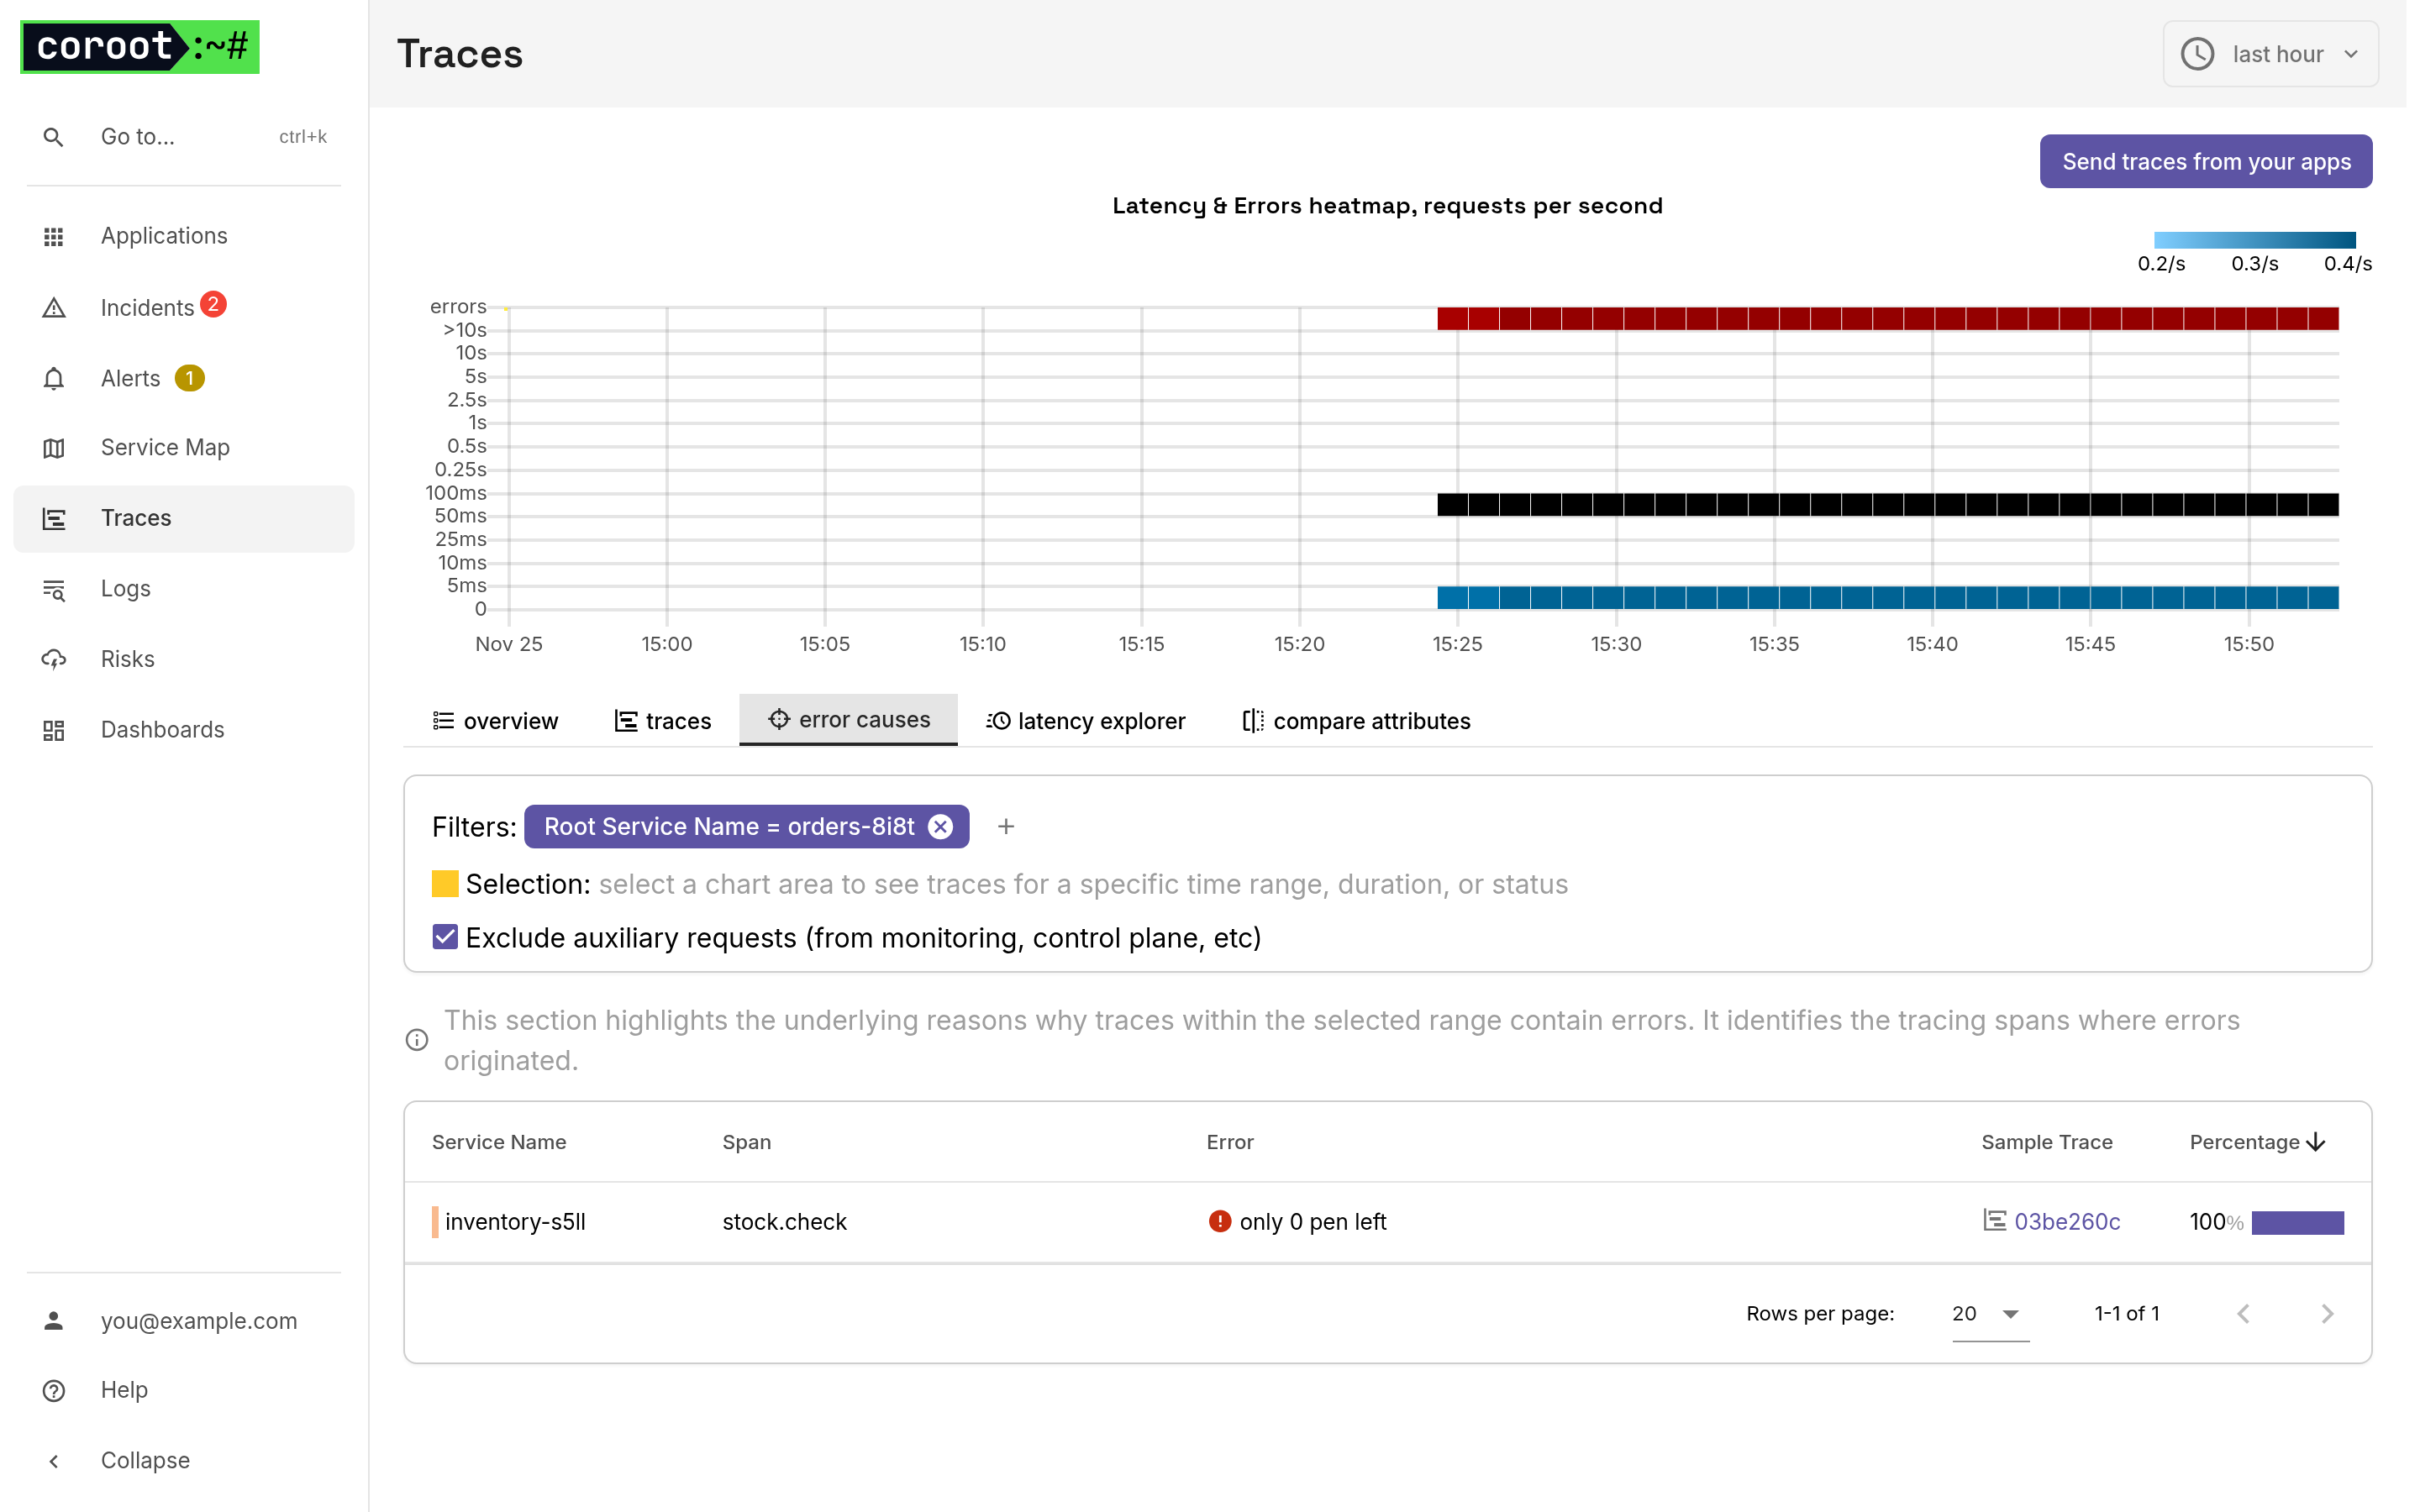 coroot:~#
Traces
last hour
Go to...
ctrl+k
Send traces from your apps
Latency & Errors heatmap, requests per second
Applications
0.2/s
0.3/s
0.4/s
Incidents 2
errors
>10s
10s
5s
2.5s
1s
0.5s
0.25s
100ms
50ms
25ms
10ms
5ms
0
Nov 25
15:00
15:05
15:10
15:15
15:20
15:25
15:30
15:35
15:40
15:45
15:50
Alerts 1
Service Map
Traces
Logs
Risks
Dashboards
overview
traces
error causes
latency explorer
compare attributes
Filters: Root Service Name = orders-8i8t +
Selection: select a chart area to see traces for a specific time range, duration, or status
Exclude auxiliary requests (from monitoring, control plane, etc)
This section highlights the underlying reasons why traces within the selected range contain errors. It identifies the tracing spans where errors
originated.
Service Name
Span
Error
Sample Trace
Percentage
inventory-s5ll
stock.check
only 0 pen left
03be260c
100%
Rows per page:
20
1-1 of 1
you@example.com
Help
Collapse